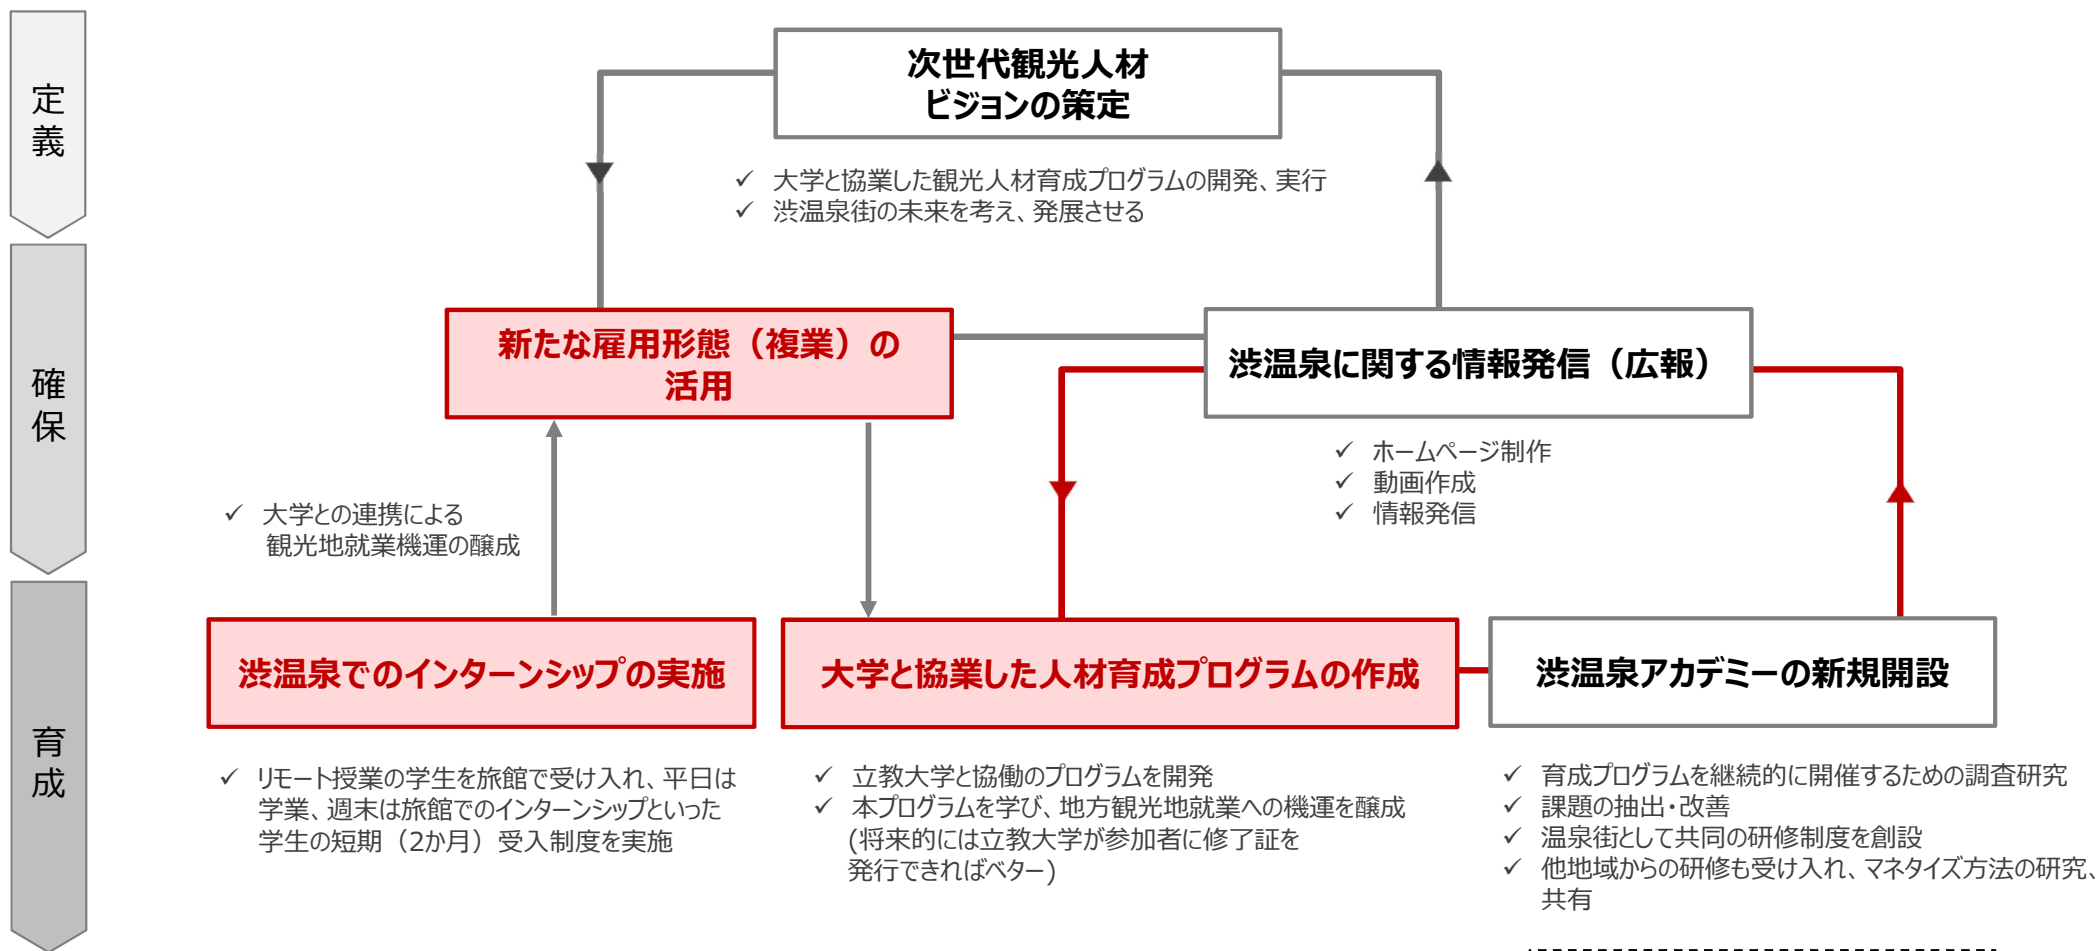 定義
次世代観光人材
ビジョンの策定
✓ 大学と協業した観光人材育成プログラムの開発、実行
✓ 渋温泉街の未来を考え、発展させる
確保
新たな雇用形態（複業）の
活用
渋温泉に関する情報発信（広報）
✓ ホームページ制作
✓ 動画作成
✓ 情報発信
✓ 大学との連携による
観光地就業機運の醸成
育成
渋温泉でのインターンシップの実施
大学と協業した人材育成プログラムの作成
渋温泉アカデミーの新規開設
✓ リモート授業の学生を旅館で受け入れ、平日は
学業、週末は旅館でのインターンシップといった
学生の短期（2か月）受入制度を実施
✓ 立教大学と協働のプログラムを開発
✓ 本プログラムを学び、地方観光地就業への機運を醸成
(将来的には立教大学が参加者に修了証を
発行できればベター)
✓ 育成プログラムを継続的に開催するための調査研究
✓ 課題の抽出・改善
✓ 温泉街として共同の研修制度を創設
✓ 他地域からの研修も受け入れ、マネタイズ方法の研究、
共有